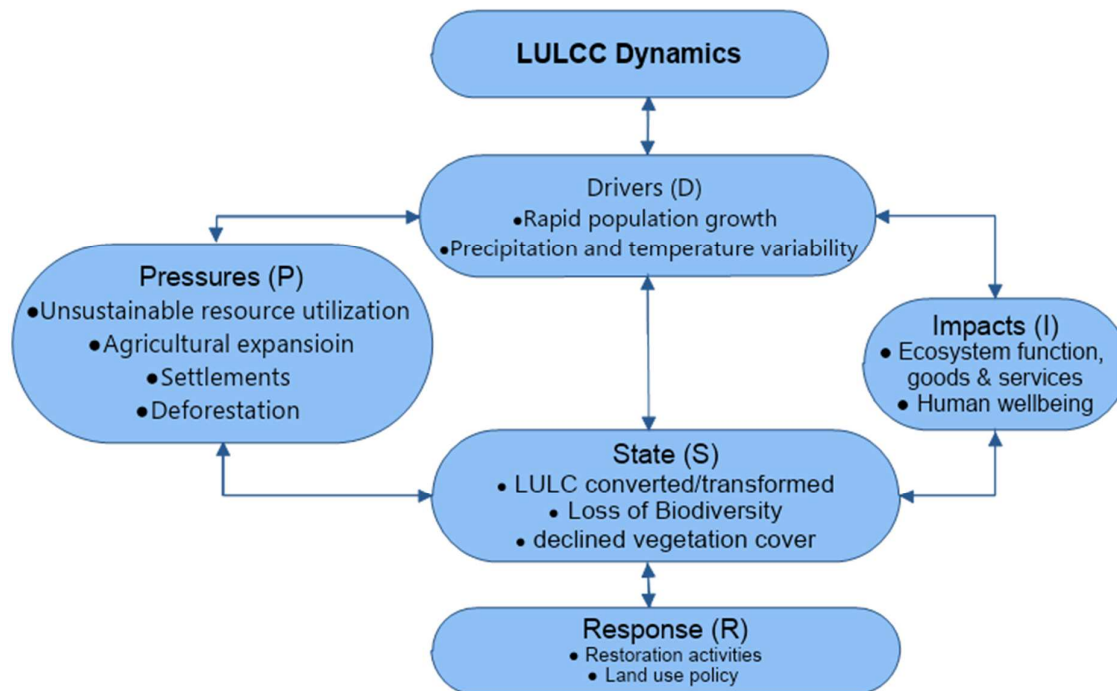 LULCC Dynamics
Drivers (D)
●Rapid population growth
●Precipitation and temperature variability
Pressures (P)
●Unsustainable resource utilization
●Agricultural expansioin
●Settlements
●Deforestation
Impacts (I)
● Ecosystem function,
goods & services
● Human wellbeing
State (S)
● LULC converted/transformed
● Loss of Biodiversity
● declined vegetation cover
Response (R)
● Restoration activities
● Land use policy